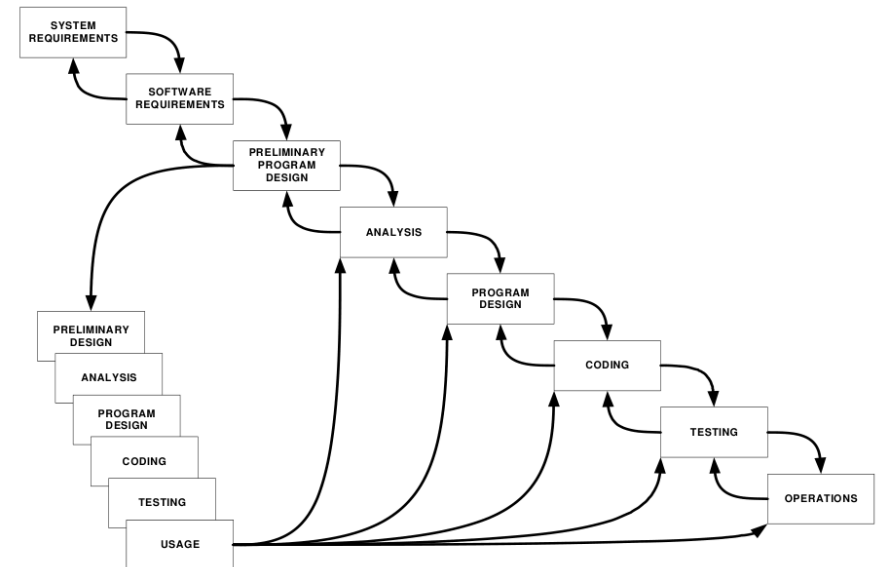 SYSTEM
REQUIREMENTS
SOFTWARE
REQUIREMENTS
PRELIMINARY
PROGRAM
DESIGN
ANALYSIS
PROGRAM
DESIGN
CODING
TESTING
OPERATIONS
PRELIMINARY
DESIGN
ANALYSIS
PROGRAM
DESIGN
CODING
TESTING
USAGE